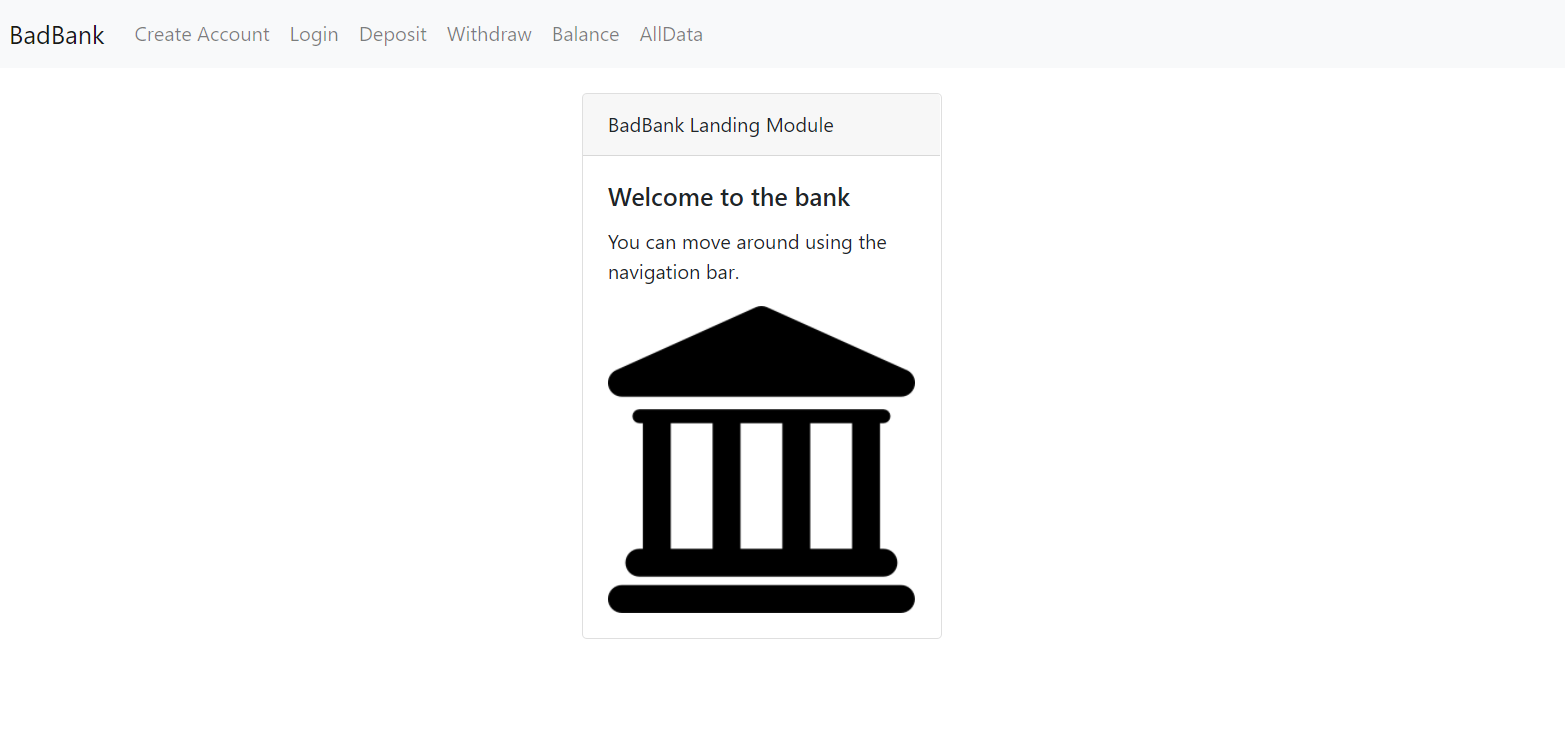 BadBank Create Account Login Deposit Withdraw Balance AllData
BadBank Landing Module
Welcome to the bank
You can move around using the
navigation bar.